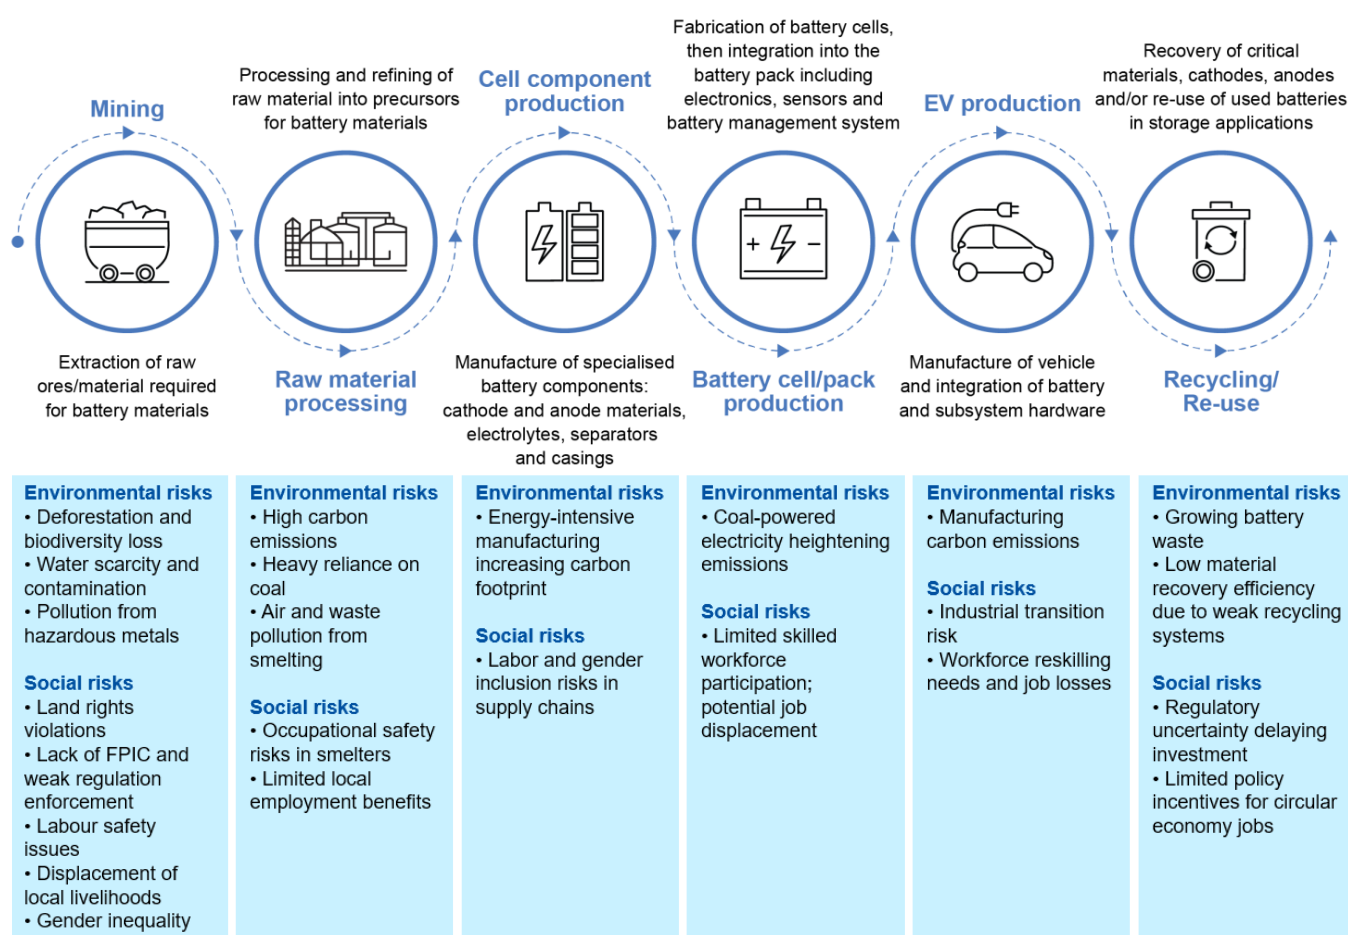 Mining
Extraction of raw
ores/material required
for battery materials
Processing and refining of
raw material into precursors
for battery materials
Raw material
processing
Cell component
production
Manufacture of specialised
battery components:
cathode and anode materials,
electrolytes, separators
and casings
Fabrication of battery cells,
then integration into the
battery pack including
electronics, sensors and
battery management system
Battery cell/pack
production
EV production
Manufacture of vehicle
and integration of battery
and subsystem hardware
Recovery of critical
materials, cathodes, anodes
and/or re-use of used batteries
in storage applications
Recycling/
Re-use
Environmental risks
• Deforestation and
biodiversity loss
• Water scarcity and
contamination
• Pollution from
hazardous metals
Social risks
• Land rights
violations
• Lack of FPIC and
weak regulation
enforcement
• Labour safety
issues
• Displacement of
local livelihoods
• Gender inequality
Environmental risks
• High carbon
emissions
• Heavy reliance on
coal
• Air and waste
pollution from
smelting
Social risks
• Occupational safety
risks in smelters
• Limited local
employment benefits
Environmental risks
• Energy-intensive
manufacturing
increasing carbon
footprint
Social risks
• Labor and gender
inclusion risks in
supply chains
Environmental risks
• Coal-powered
electricity heightening
emissions
Social risks
• Limited skilled
workforce
participation;
potential job
displacement
Environmental risks
• Manufacturing
carbon emissions
Social risks
• Industrial transition
risk
• Workforce reskilling
needs and job losses
Environmental risks
• Growing battery
waste
• Low material
recovery efficiency
due to weak recycling
systems
Social risks
• Regulatory
uncertainty delaying
investment
• Limited policy
incentives for circular
economy jobs